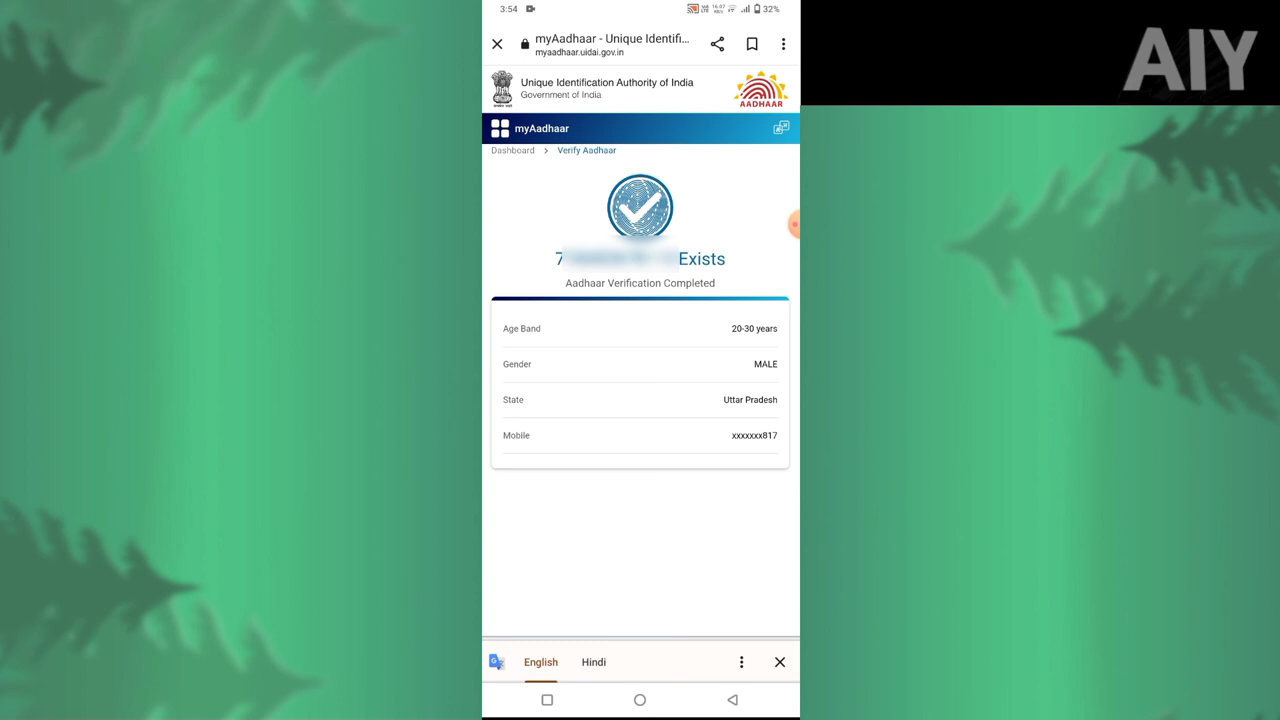 3:54
32%
myAadhaar - Unique Identifi...
myaadhaar.uidai.gov.in
Unique Identification Authority of India
Government of India
AADHAAR
myAadhaar
Dashboard > Verify Aadhaar
7 Exists
Aadhaar Verification Completed
Age Band 20-30 years
Gender MALE
State Uttar Pradesh
Mobile xxxxxxx817
English Hindi
AIY